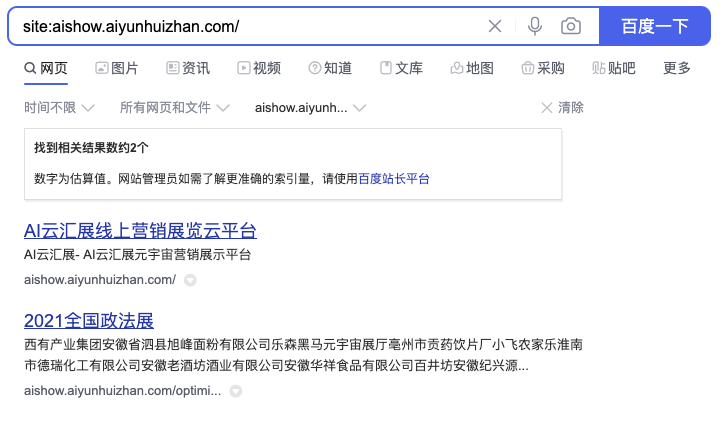 site:aishow.aiyunhuizhan.com/ 百度一下
网页 图片 资讯 视频 知道 文库 地图 采购 贴吧 更多
时间不限 所有网页和文件 aishow.aiyunh... 清除
找到相关结果数约2个
数字为估算值。网站管理员如需了解更准确的索引量，请使用百度站长平台
AI云汇展线上营销展览云平台
AI云汇展- AI云汇展元宇宙营销展示平台
aishow.aiyunhuizhan.com/
2021全国政法展
西有产业集团安徽省泗县旭峰面粉有限公司乐森黑马元宇宙展厅亳州市贡药饮片厂小飞农家乐淮南
市德瑞化工有限公司安徽老酒坊酒业有限公司安徽华祥食品有限公司百井坊安徽纪兴源...
aishow.aiyunhuizhan.com/optimi...